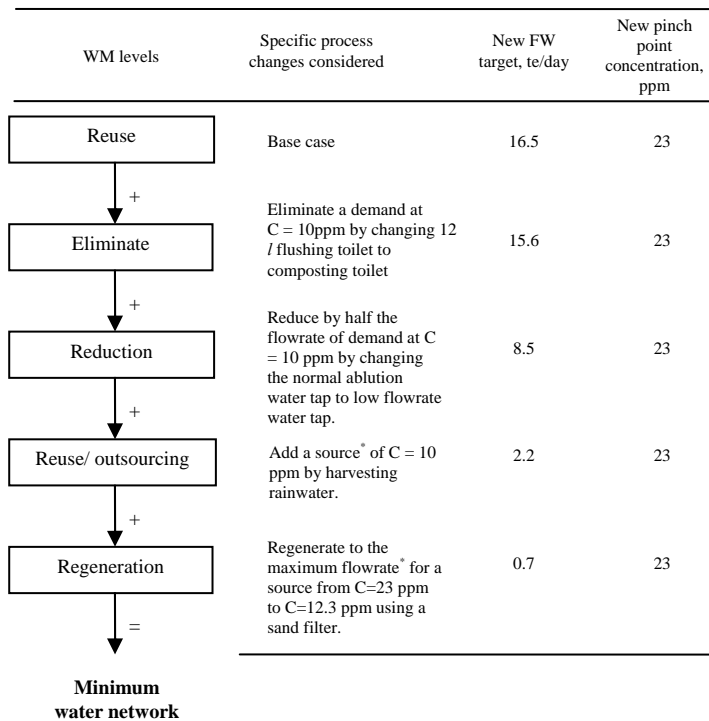 WM levels
Specific process
changes considered
New FW
target, te/day
New pinch
point
concentration,
ppm
Reuse
Base case
16.5
23
+
Eliminate
Eliminate a demand at
C = 10ppm by changing 12
l flushing toilet to
composting toilet
15.6
23
+
Reduction
Reduce by half the
flowrate of demand at C
= 10 ppm by changing
the normal ablution
water tap to low flowrate
water tap.
8.5
23
+
Reuse/ outsourcing
Add a source* of C = 10
ppm by harvesting
rainwater.
2.2
23
+
Regeneration
Regenerate to the
maximum flowrate* for a
source from C=23 ppm
to C=12.3 ppm using a
sand filter.
0.7
23
=
Minimum
water network